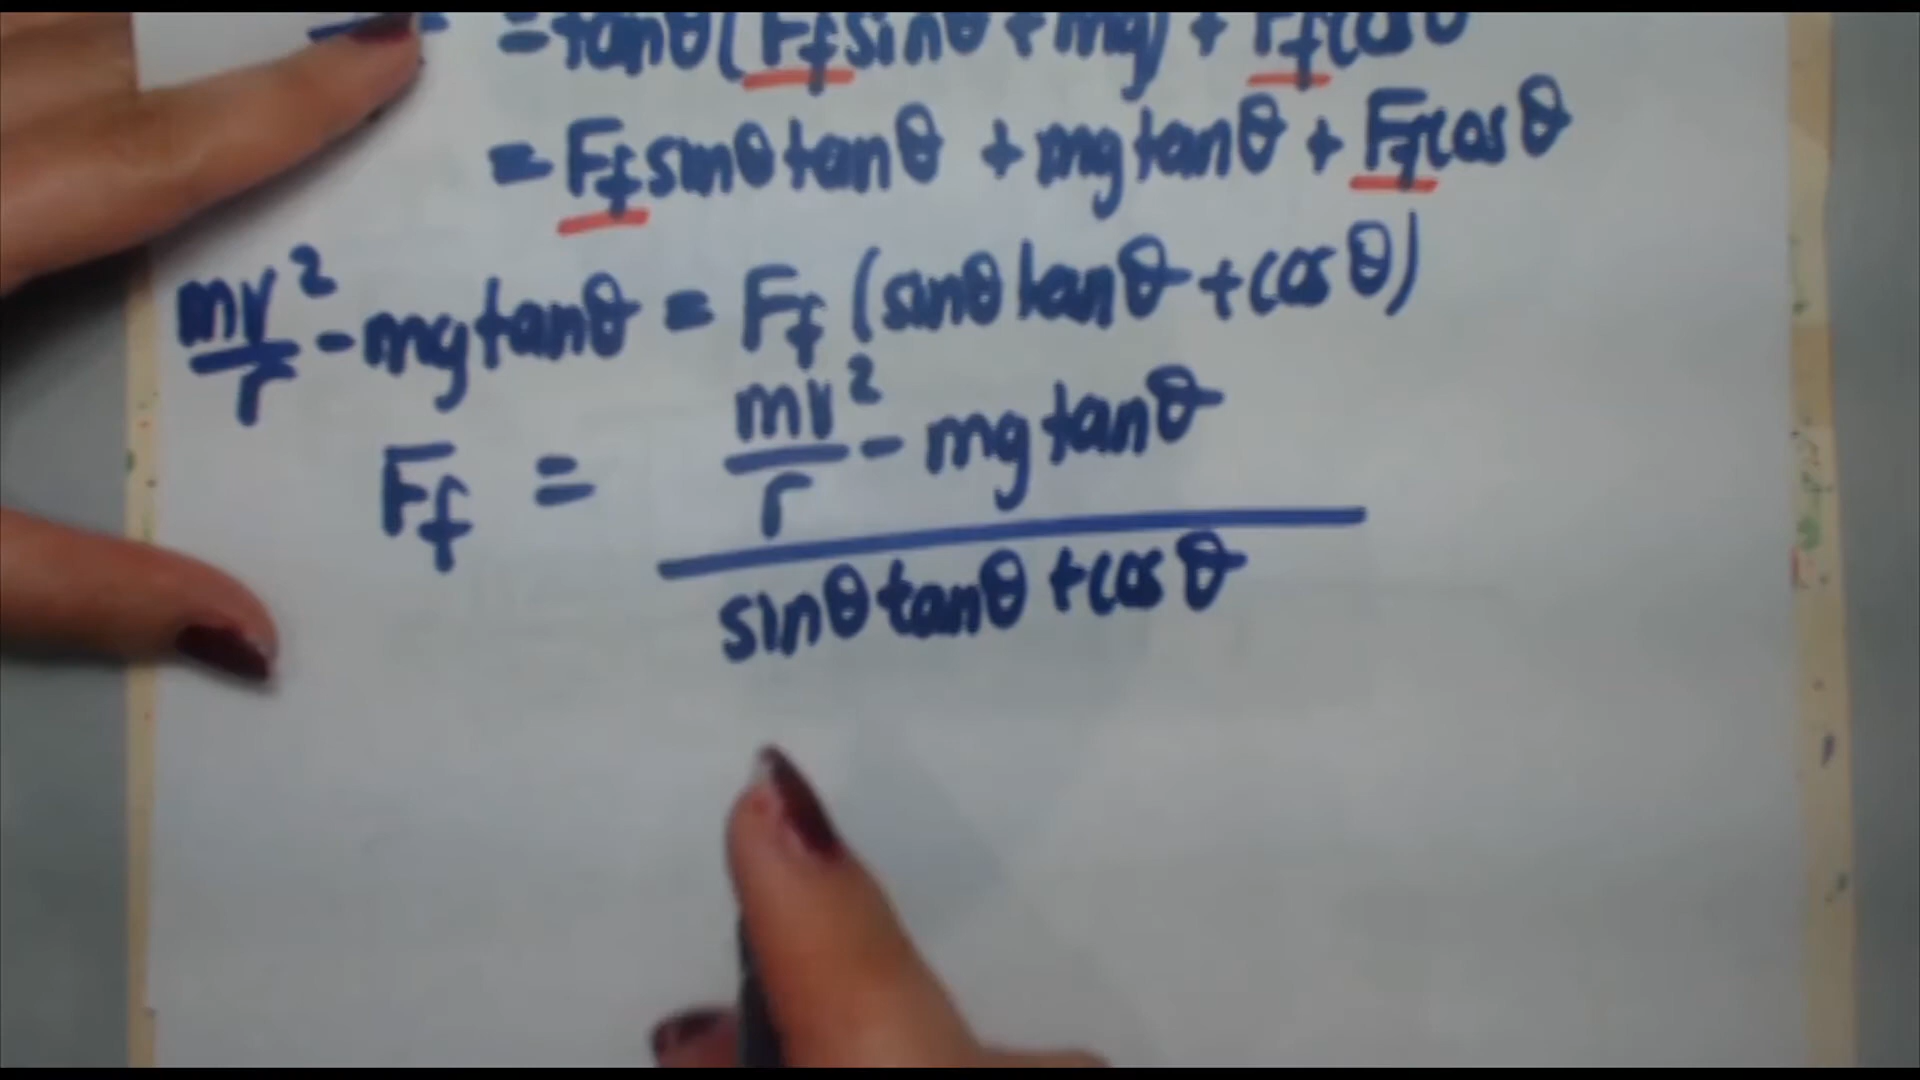 = tanθ(Ff sinθ + mg) + Ff cosθ
= Ff sinθ tanθ + mg tanθ + Ff cosθ
mv²/r - mg tanθ = Ff (sinθ tanθ + cosθ)
Ff = mv²/r - mg tanθ
sinθ tanθ + cosθ